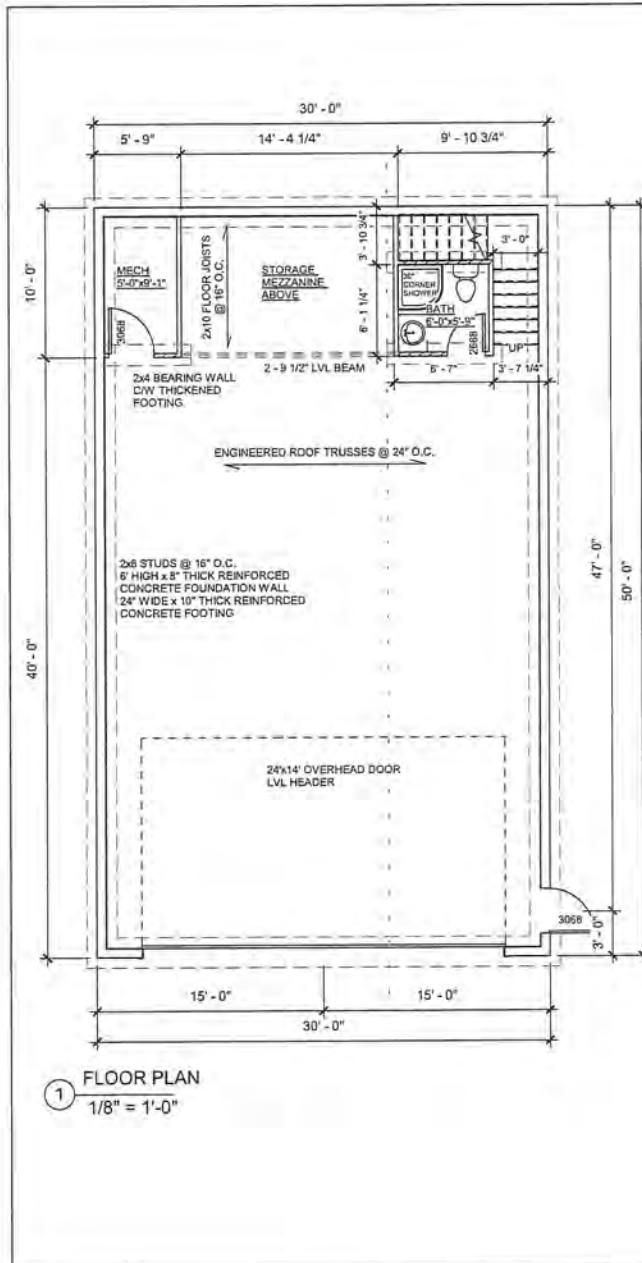 30' - 0"
5' - 9"
14' - 4 1/4"
9' - 10 3/4"
10' - 0"
MECH
5'-0"x9'-1"
3068
2x10 FLOOR JOISTS
@ 16" O.C.
STORAGE
MEZZANINE
ABOVE
3' - 10 3/4"
6' - 1 1/4"
3' - 0"
36"
CORNER
SHOWER
BATH
6'-0"x5'-9"
2668
UP
2x4 BEARING WALL
C/W THICKENED
FOOTING
2 - 9 1/2" LVL BEAM
6' - 7"
3' - 7 1/4"
ENGINEERED ROOF TRUSSES @ 24" O.C.
2x6 STUDS @ 16" O.C.
6' HIGH x 8" THICK REINFORCED
CONCRETE FOUNDATION WALL
24" WIDE x 10" THICK REINFORCED
CONCRETE FOOTING
40' - 0"
47' - 0"
50' - 0"
24'x14' OVERHEAD DOOR
LVL HEADER
3068
3' - 0"
15' - 0"
15' - 0"
30' - 0"
1
FLOOR PLAN
1/8" = 1'-0"